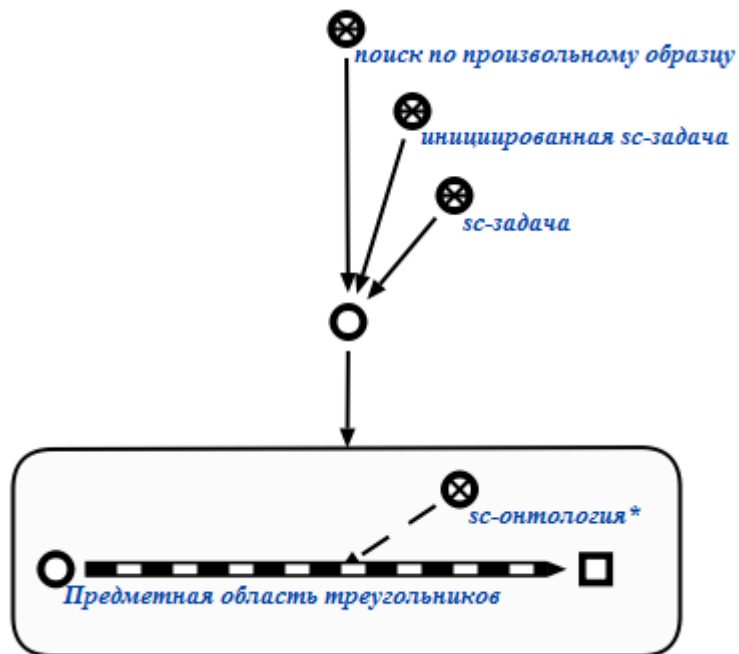 поиск по произвольному образцу
инициированная sc-задача
sc-задача
sc-онтология*
Предметная область треугольников